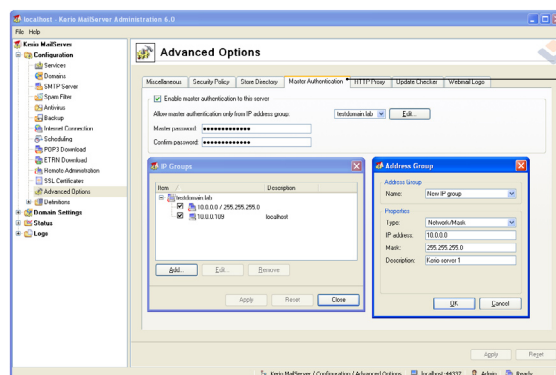 localhost - Kerio MailServer Administration 6.0
File Help
Kerio MailServer
Configuration
Services
Domains
SMTP Server
Spam Filter
Antivirus
Backup
Internet Connection
Scheduling
POP3 Download
ETRN Download
Remote Administration
SSL Certificates
Advanced Options
Definitions
Domain Settings
Status
Logs
Advanced Options
Miscellaneous Security Policy Store Directory Master Authentication HTTP Proxy Update Checker Webmail Logo
Enable master authentication to this server
Allow master authentication only from IP address group: testdomain.lab Edit...
Master password:
Confirm password:
IP Groups
Item / Description
testdomain.lab
10.0.0.0 / 255.255.255.0
10.0.0.109 localhost
Add... Edit... Remove
Apply Reset Close
Address Group
Address Group
Name: New IP group
Properties
Type: Network/Mask
IP address: 10.0.0.0
Mask: 255.255.255.0
Description: Kerio server 1
OK Cancel
Apply Reset
Kerio MailServer / Configuration / Advanced Options localhost:44337 Admin Ready